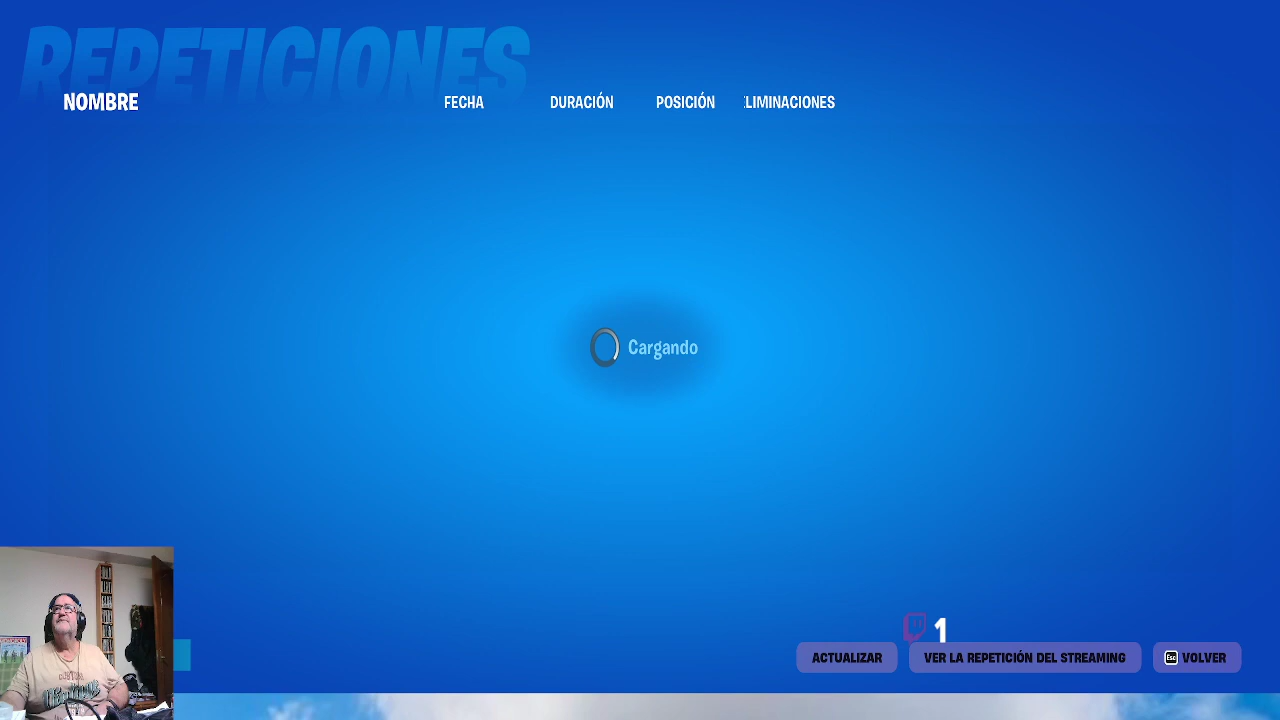 REPETICIONES
NOMBRE FECHA DURACIÓN POSICIÓN LIMINACIONES
Cargando
1
ACTUALIZAR VER LA REPETICIÓN DEL STREAMING Esc VOLVER